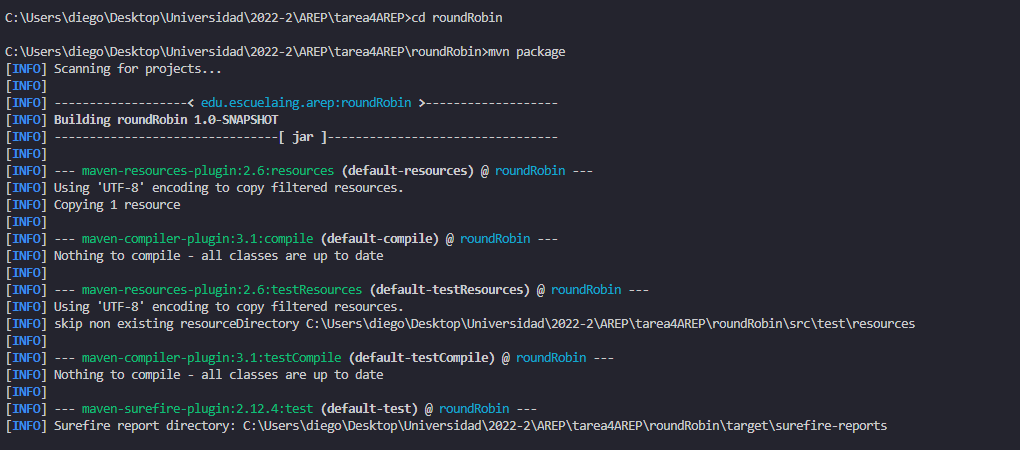 C:\Users\diego\Desktop\Universidad\2022-2\AREP\tarea4AREP>cd roundRobin
C:\Users\diego\Desktop\Universidad\2022-2\AREP\tarea4AREP\roundRobin>mvn package
[INFO] Scanning for projects...
[INFO]
[INFO] -------------------< edu.escuelaing.arep:roundRobin >-------------------
[INFO] Building roundRobin 1.0-SNAPSHOT
[INFO] --------------------------------[ jar ]---------------------------------
[INFO]
[INFO] --- maven-resources-plugin:2.6:resources (default-resources) @ roundRobin ---
[INFO] Using 'UTF-8' encoding to copy filtered resources.
[INFO] Copying 1 resource
[INFO]
[INFO] --- maven-compiler-plugin:3.1:compile (default-compile) @ roundRobin ---
[INFO] Nothing to compile - all classes are up to date
[INFO]
[INFO] --- maven-resources-plugin:2.6:testResources (default-testResources) @ roundRobin ---
[INFO] Using 'UTF-8' encoding to copy filtered resources.
[INFO] skip non existing resourceDirectory C:\Users\diego\Desktop\Universidad\2022-2\AREP\tarea4AREP\roundRobin\src\test\resources
[INFO]
[INFO] --- maven-compiler-plugin:3.1:testCompile (default-testCompile) @ roundRobin ---
[INFO] Nothing to compile - all classes are up to date
[INFO]
[INFO] --- maven-surefire-plugin:2.12.4:test (default-test) @ roundRobin ---
[INFO] Surefire report directory: C:\Users\diego\Desktop\Universidad\2022-2\AREP\tarea4AREP\roundRobin\target\surefire-reports